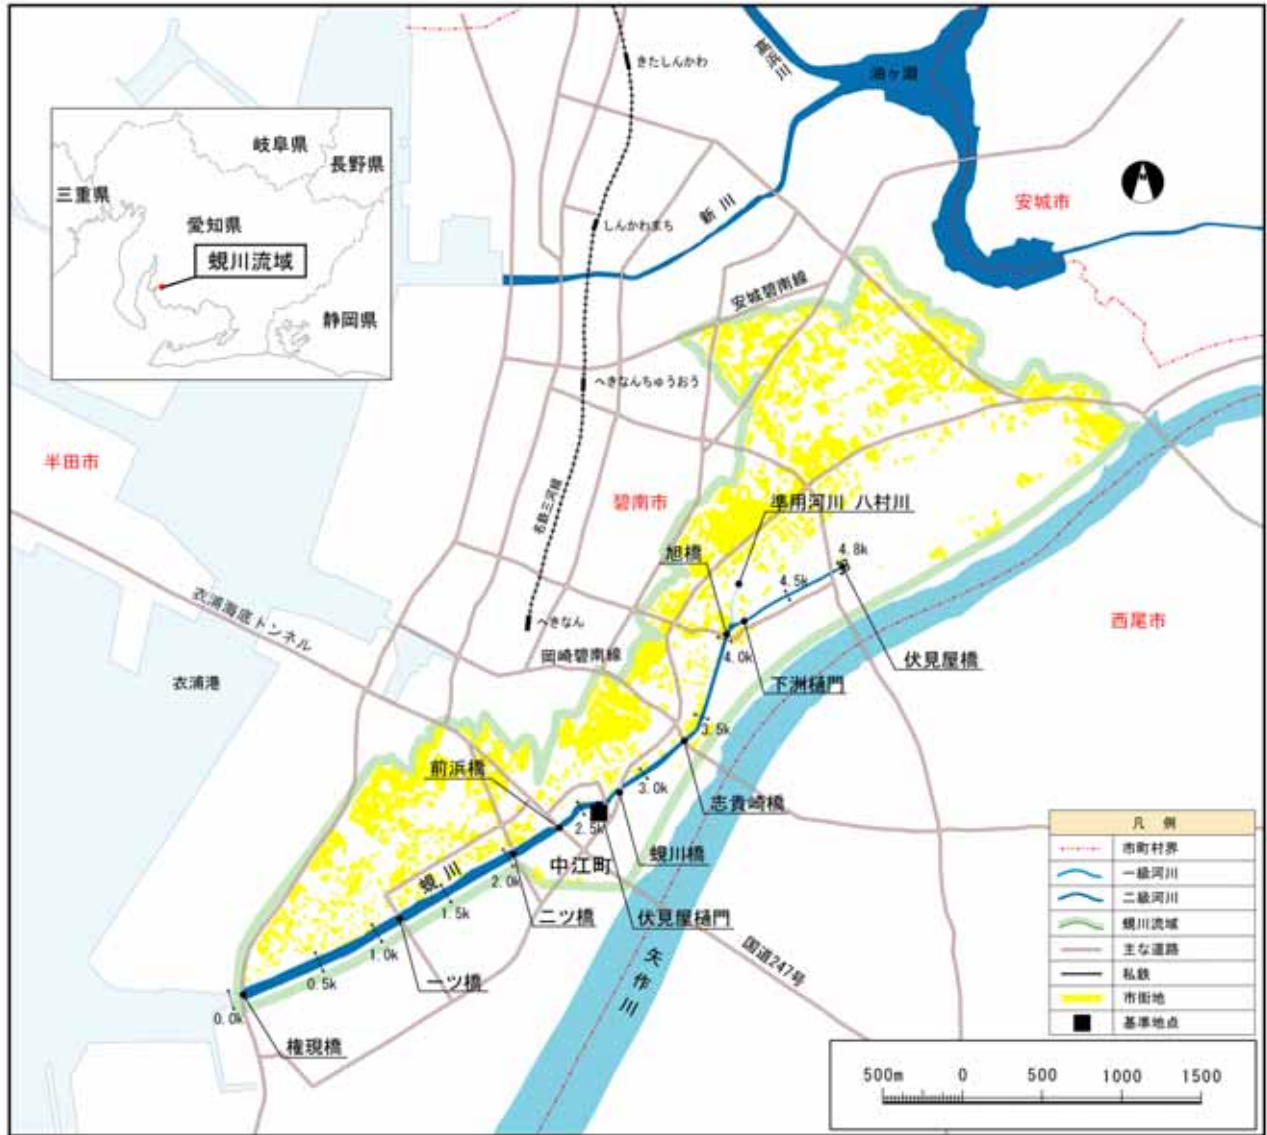 きたしんかわ
高浜川
油ヶ淵
岐阜県
長野県
三重県
愛知県
蜆川流域
静岡県
安城市
新川
しんかわまち
安城碧南線
へきなんちゅうおう
半田市
碧南市
名鉄三河線
準用河川 八村川
旭橋
4.8k
4.5k
衣浦海底トンネル
へきなん
4.0k
西尾市
岡崎碧南線
伏見屋橋
下洲樋門
衣浦港
3.5k
前浜橋
3.0k
志貴崎橋
2.5k
蜆川橋
中江町
蜆川
2.0k
1.5k
二ツ橋
伏見屋樋門
1.0k
国道247号
矢作川
0.5k
一ツ橋
0.0k
権現橋
凡 例
市町村界
一級河川
二級河川
蜆川流域
主な道路
私鉄
市街地
基準地点
500m 0 500 1000 1500